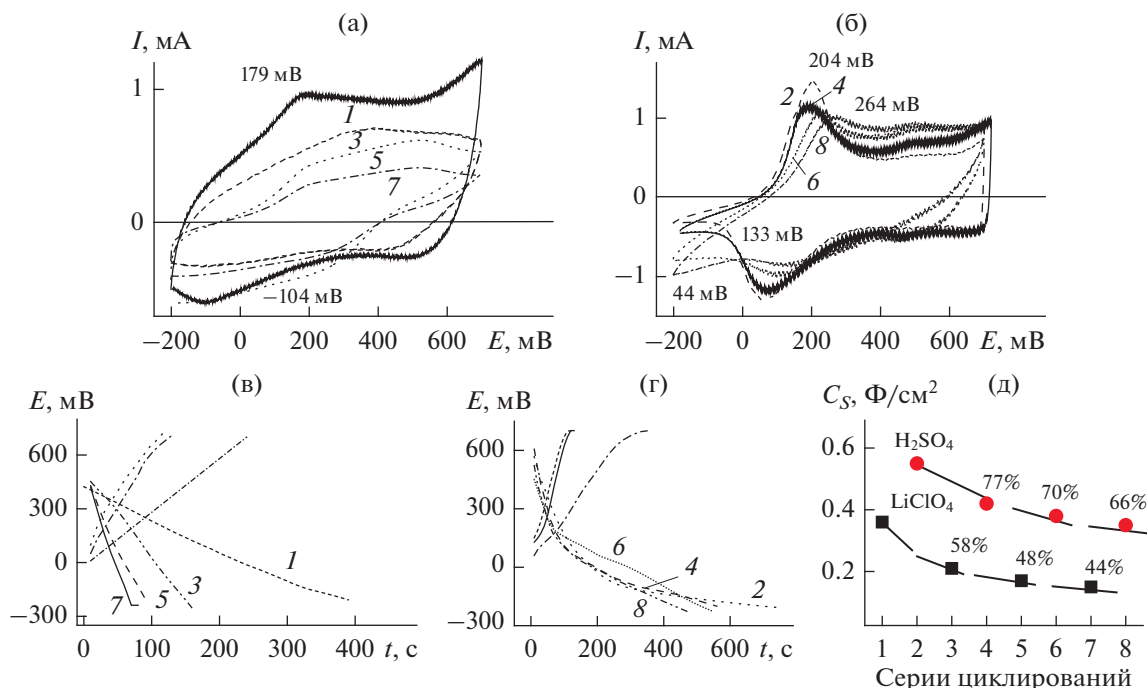 (а)
I, мА
179 мВ
1
1
3
5
7
0
−104 мВ
−200
0
200
400
600
E, мВ
(б)
I, мА
204 мВ
2
4
264 мВ
1
8
6
0
133 мВ
−1
44 мВ
−200
0
200
400
600
E, мВ
(в)
E, мВ
600
300
0
1
3
5
7
−300
0
100
200
400
t, с
(г)
E, мВ
600
300
6
0
4
2
8
−300
0
200
400
600
t, с
(д)
C_S, Ф/см²
0.6
H₂SO₄
77%
70%
66%
0.4
LiClO₄
58%
48%
44%
0.2
1 2 3 4 5 6 7 8
Серии циклирований